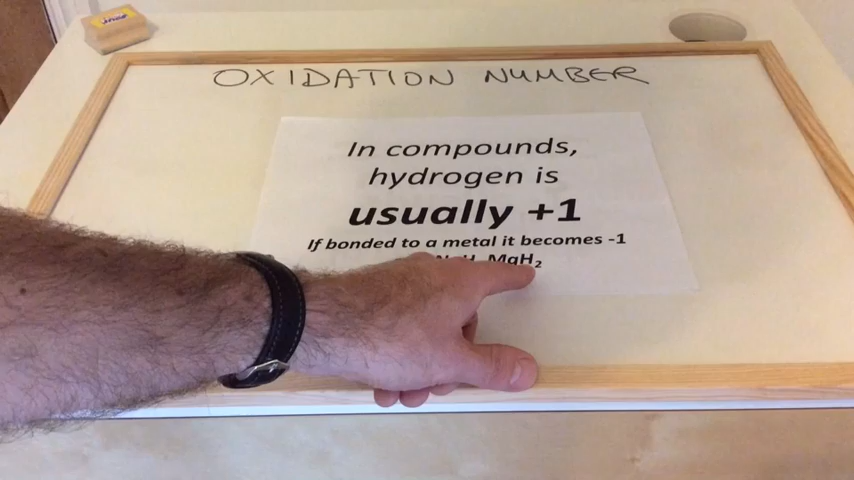 OXIDATION NUMBER
In compounds,
hydrogen is
usually +1
If bonded to a metal it becomes -1
MgH₂